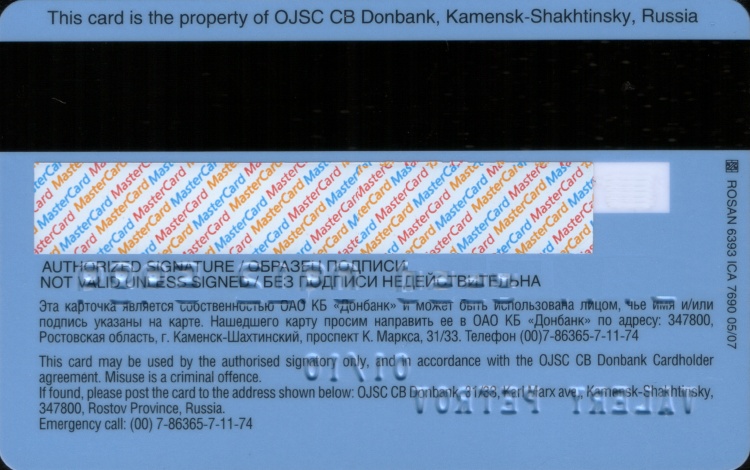 This card is the property of OJSC CB Donbank, Kamensk-Shakhtinsky, Russia
MasterCard MasterCard MasterCard MasterCard
AUTHORIZED SIGNATURE / ОБРАЗЕЦ ПОДПИСИ
NOT VALID UNLESS SIGNED / БЕЗ ПОДПИСИ НЕДЕЙСТВИТЕЛЬНА
Эта карточка является собственностью ОАО КБ «Донбанк» и может быть использована лицом, чье имя и/или
подпись указаны на карте. Нашедшего карту просим направить ее в ОАО КБ «Донбанк» по адресу: 347800,
Ростовская область, г. Каменск-Шахтинский, проспект К. Маркса, 31/33. Телефон (00)7-86365-7-11-74
This card may be used by the authorised signatory only, and in accordance with the OJSC CB Donbank Cardholder
agreement. Misuse is a criminal offence.
If found, please post the card to the address shown below: OJSC CB Donbank, 31/33, Karl Marx ave., Kamensk-Shakhtinsky,
347800, Rostov Province, Russia.
Emergency call: (00) 7-86365-7-11-74
VALERY PETROV
ROSAN 6393 ICA 7690 05/07